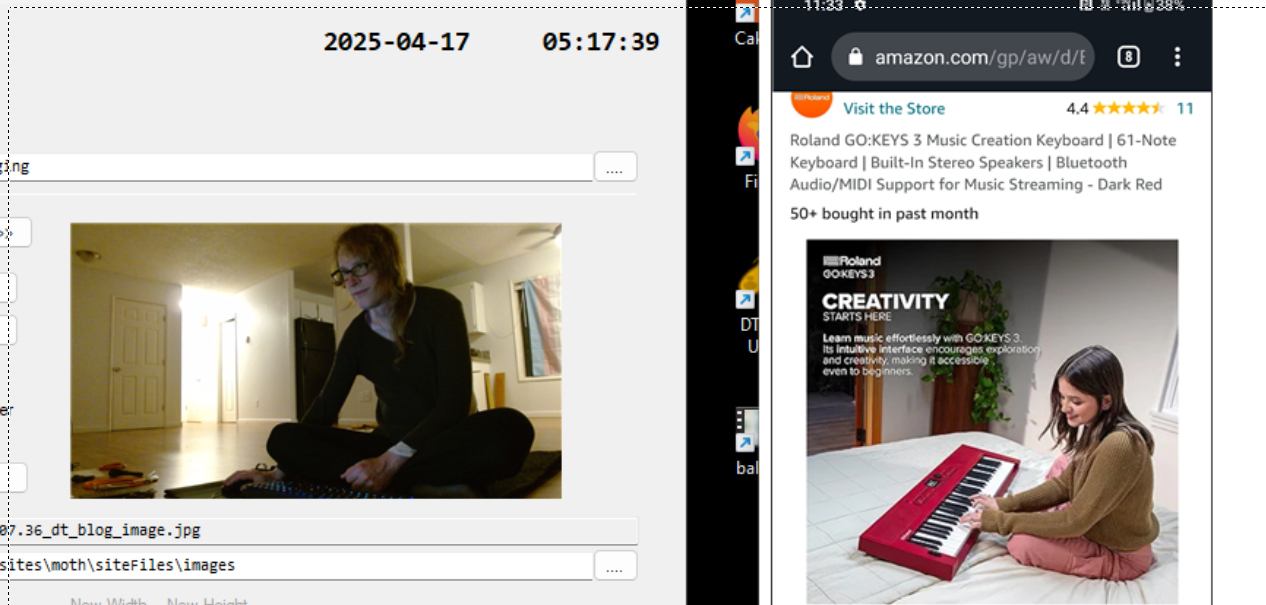 2025-04-17 05:17:39
ging
....
>>
er
07.36_dt_blog_image.jpg
sites\moth\siteFiles\images
....
New Width New Height
Cak
Fi
DT
U
bal
11:33
38%
amazon.com/gp/aw/d/E
8
Roland
Visit the Store
4.4
11
Roland GO:KEYS 3 Music Creation Keyboard | 61-Note
Keyboard | Built-In Stereo Speakers | Bluetooth
Audio/MIDI Support for Music Streaming - Dark Red
50+ bought in past month
Roland
GO:KEYS 3
CREATIVITY
STARTS HERE
Learn music effortlessly with GO:KEYS 3.
Its intuitive interface encourages exploration
and creativity, making it accessible
even to beginners.